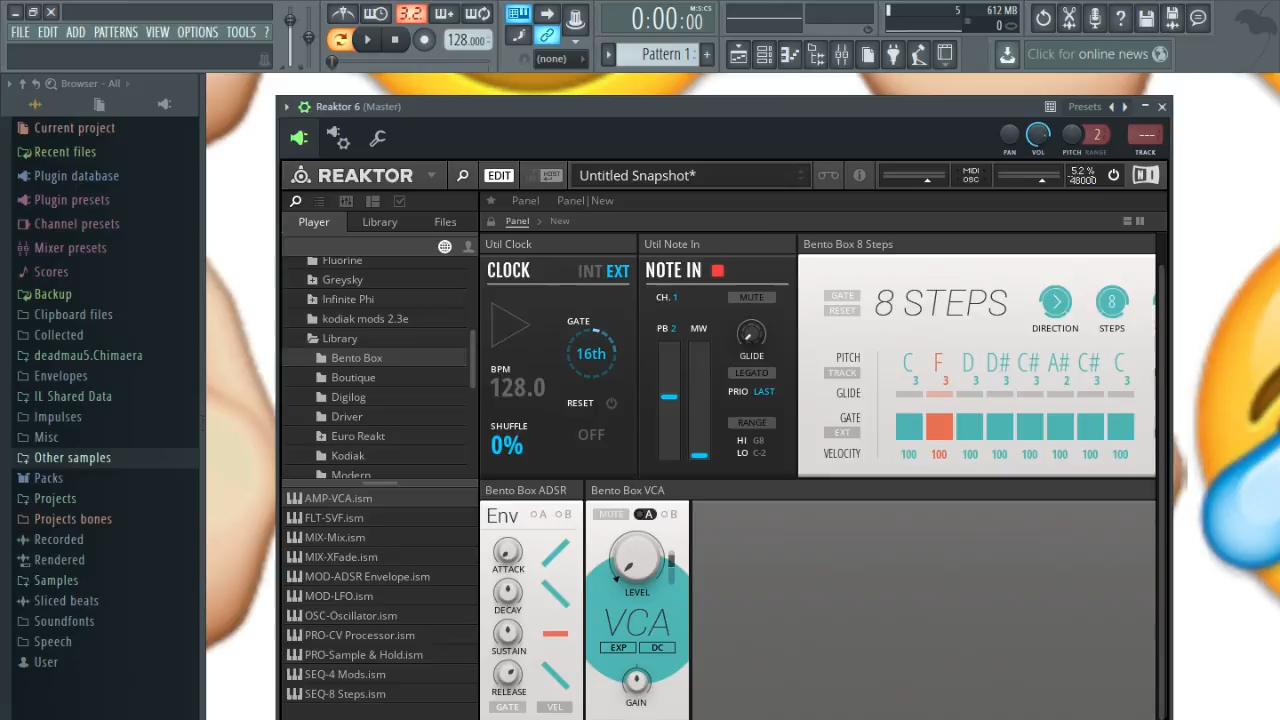 FILE EDIT ADD PATTERNS VIEW OPTIONS TOOLS ?
3.2
128.000
0:00:00
M:S:CS
(none)
Pattern 1
5
612 MB
0
Click for online news
Browser - All
Current project
Recent files
Plugin database
Plugin presets
Channel presets
Mixer presets
Scores
Backup
Clipboard files
Collected
deadmau5.Chimaera
Envelopes
IL Shared Data
Impulses
Misc
Other samples
Packs
Projects
Projects bones
Recorded
Rendered
Samples
Sliced beats
Soundfonts
Speech
User
Reaktor 6 (Master)
Presets
PAN VOL PITCH RANGE TRACK
2
---
REAKTOR
EDIT
HOST
Untitled Snapshot*
MIDI
OSC
5.2 %
48000
Panel Panel|New
Player Library Files
Panel New
Fluorine
Greysky
Infinite Phi
kodiak mods 2.3e
Library
Bento Box
Boutique
Digilog
Driver
Euro Reakt
Kodiak
Modern
AMP-VCA.ism
FLT-SVF.ism
MIX-Mix.ism
MIX-XFade.ism
MOD-ADSR Envelope.ism
MOD-LFO.ism
OSC-Oscillator.ism
PRO-CV Processor.ism
PRO-Sample & Hold.ism
SEQ-4 Mods.ism
SEQ-8 Steps.ism
Util Clock
CLOCK INT EXT
GATE
16th
BPM
128.0
RESET
SHUFFLE
0%
OFF
Util Note In
NOTE IN
CH. 1 MUTE
PB 2 MW
GLIDE
LEGATO
PRIO LAST
RANGE
HI G8
LO C-2
Bento Box 8 Steps
GATE
RESET
8 STEPS
8
DIRECTION STEPS
PITCH C F D D# C# A# C# C
TRACK 3 3 3 3 3 2 3 3
GLIDE
GATE
EXT
VELOCITY 100 100 100 100 100 100 100 100
Bento Box ADSR
Env A B
ATTACK
DECAY
SUSTAIN
RELEASE
GATE VEL
Bento Box VCA
MUTE A B
LEVEL
VCA
EXP DC
GAIN